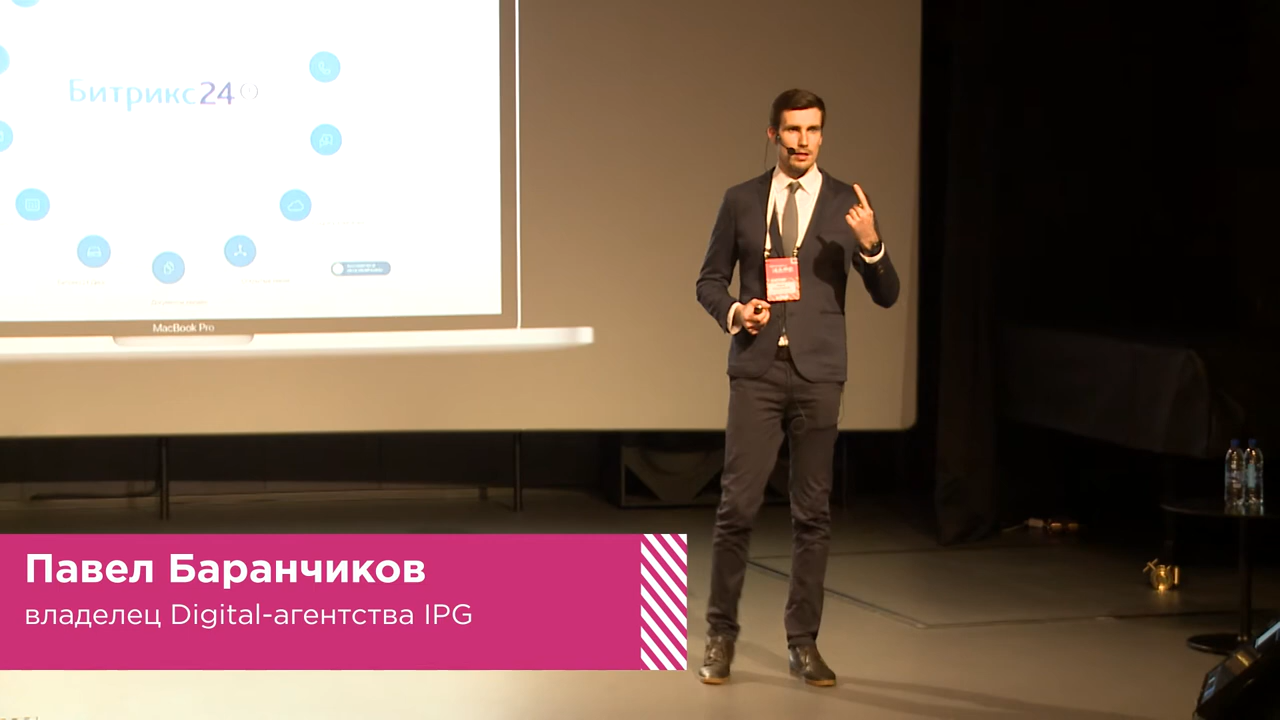 Битрикс24
MacBook Pro
Павел Баранчиков
владелец Digital-агентства IPG